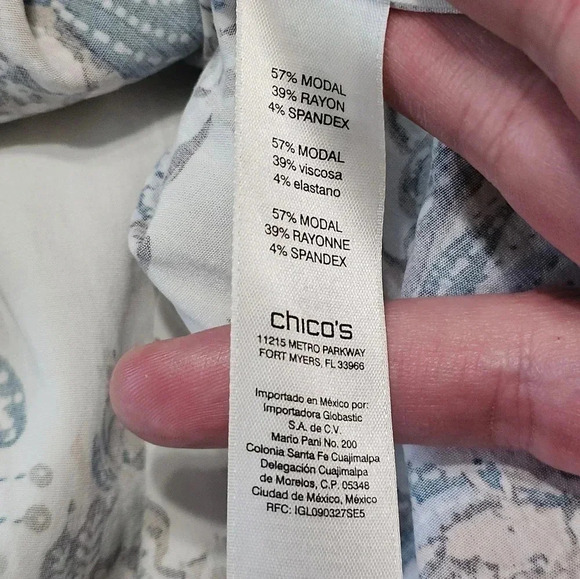 57% MODAL
39% RAYON
4% SPANDEX
57% MODAL
39% viscosa
4% elastano
57% MODAL
39% RAYONNE
4% SPANDEX
chico's
11215 METRO PARKWAY
FORT MYERS, FL 33966
Importado en México por:
Importadora Globastic
S.A. de C.V.
Mario Pani No. 200
Colonia Santa Fe Cuajimalpa
Delegación Cuajimalpa
de Morelos, C.P. 05348
Ciudad de México, México
RFC: IGL090327SE5